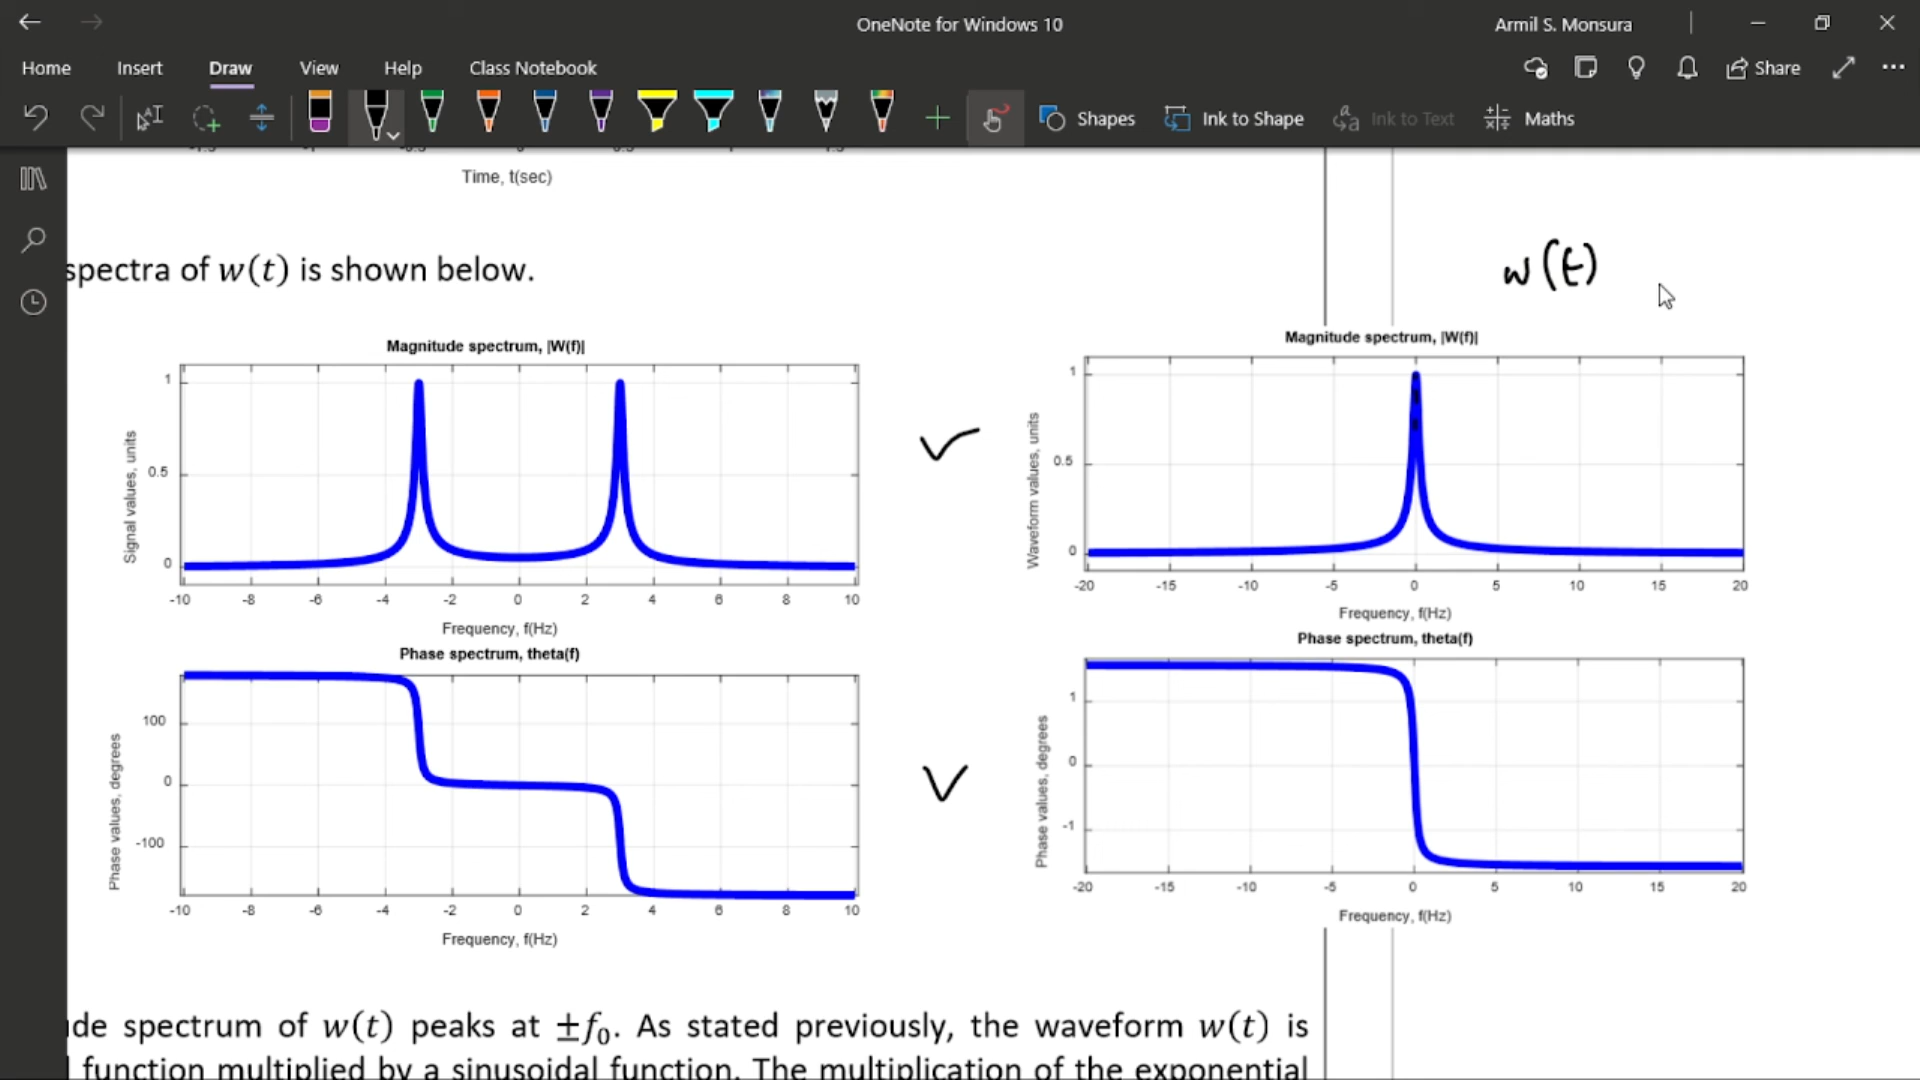 OneNote for Windows 10
Armil S. Monsura
Home Insert Draw View Help Class Notebook
Share
Shapes Ink to Shape Ink to Text Maths
Time, t(sec)
spectra of w(t) is shown below.
w(t)
Magnitude spectrum, |W(f)|
Signal values, units
1
0.5
0
-10 -8 -6 -4 -2 0 2 4 6 8 10
Frequency, f(Hz)
Phase spectrum, theta(f)
Phase values, degrees
100
0
-100
-10 -8 -6 -4 -2 0 2 4 6 8 10
Frequency, f(Hz)
Magnitude spectrum, |W(f)|
Waveform values, units
1
0.5
0
-20 -15 -10 -5 0 5 10 15 20
Frequency, f(Hz)
Phase spectrum, theta(f)
Phase values, degrees
1
0
-1
-20 -15 -10 -5 0 5 10 15 20
Frequency, f(Hz)
de spectrum of w(t) peaks at ±f₀. As stated previously, the waveform w(t) is
function multiplied by a sinusoidal function. The multiplication of the exponential